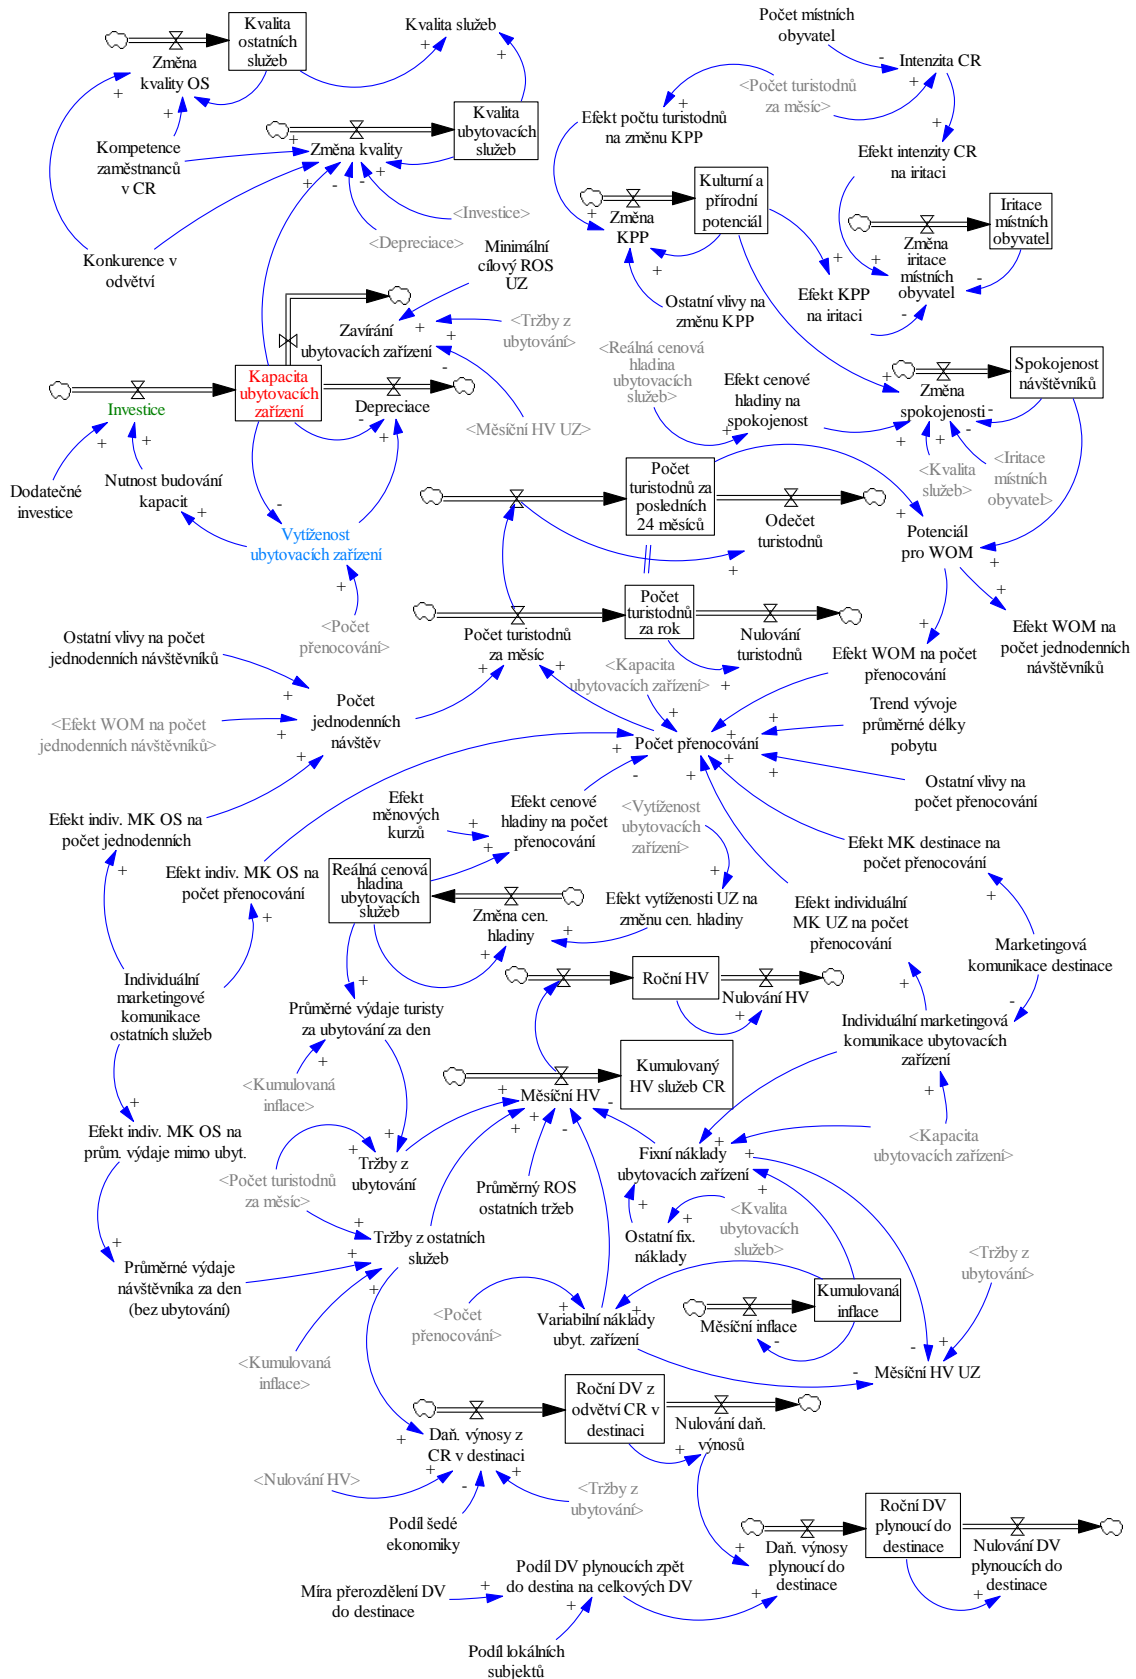 Kvalita
ostatních
služeb
Kvalita služeb
Počet místních
obyvatel
Změna
kvality OS
Intenzita CR
<Počet turistodnů
za měsíc>
Kvalita
ubytovacích
služeb
Efekt počtu turistodnů
na změnu KPP
Kompetence
zaměstnanců
v CR
Změna kvality
Efekt intenzity CR
na iritaci
Kulturní a
přírodní
potenciál
Iritace
místních
obyvatel
<Investice>
Změna
KPP
<Depreciace>
Minimální
cílový ROS
UZ
Změna
iritace
místních
obyvatel
Konkurence v
odvětví
Ostatní vlivy na
změnu KPP
Efekt KPP
na iritaci
Zavírání
ubytovacích zařízení
<Tržby z
ubytování>
<Reálná cenová
hladina
ubytovacích
služeb>
Kapacita
ubytovacích
zařízení
Investice
Depreciace
Efekt cenové
hladiny na
spokojenost
Změna
spokojenosti
Spokojenost
návštěvníků
<Měsíční HV UZ>
Dodatečné
investice
Nutnost budování
kapacit
Počet
turistodnů za
posledních
24 měsíců
<Kvalita
služeb>
<Iritace
místních
obyvatel>
Vytíženost
ubytovacích zařízení
Odečet
turistodnů
Potenciál
pro WOM
<Počet
přenocování>
Počet
turistodnů
za rok
Ostatní vlivy na počet
jednodenních návštěvníků
Počet turistodnů
za měsíc
Nulování
turistodnů
Efekt WOM na
počet jednodenních
návštěvníků
<Kapacita
ubytovacích zařízení>
Efekt WOM na počet
přenocování
<Efekt WOM na počet
jednodenních návštěvníků>
Počet
jednodenních
návštěv
Trend vývoje
průměrné délky
pobytu
Počet přenocování
Ostatní vlivy na
počet přenocování
Efekt indiv. MK OS na
počet jednodenních
Efekt
měnových
kurzů
Efekt cenové
hladiny na počet
přenocování
<Vytíženost
ubytovacích
zařízení>
Efekt MK destinace na
počet přenocování
Efekt indiv. MK OS na
počet přenocování
Reálná cenová
hladina
ubytovacích
služeb
Změna cen.
hladiny
Efekt vytíženosti UZ na
změnu cen. hladiny
Efekt individuální
MK UZ na počet
přenocování
Marketingová
komunikace destinace
Individuální
marketingové
komunikace
ostatních služeb
Roční HV
Nulování HV
Průměrné výdaje turisty
za ubytování za den
Individuální marketingová
komunikace ubytovacích
zařízení
<Kumulovaná
inflace>
Měsíční HV
Kumulovaný
HV služeb CR
Efekt indiv. MK OS na
prům. výdaje mimo ubyt.
Tržby z
ubytování
Fixní náklady
ubytovacích zařízení
<Kapacita
ubytovacích zařízení>
<Počet turistodnů
za měsíc>
Průměrný ROS
ostatních tržeb
Ostatní fix.
náklady
<Kvalita
ubytovacích
služeb>
Tržby z ostatních
služeb
<Tržby z
ubytování>
Průměrné výdaje
návštěvníka za den
(bez ubytování)
Kumulovaná
inflace
<Počet
přenocování>
Variabilní náklady
ubyt. zařízení
Měsíční inflace
<Kumulovaná
inflace>
Měsíční HV UZ
Roční DV z
odvětví CR v
destinaci
Daň. výnosy z
CR v destinaci
Nulování daň.
výnosů
<Nulování HV>
<Tržby z
ubytování>
Podíl šedé
ekonomiky
Roční DV
plynoucí do
destinace
Daň. výnosy
plynoucí do
destinace
Nulování DV
plynoucích do
destinace
Podíl DV plynoucích zpět
do destina na celkových DV
Míra přerozdělení DV
do destinace
Podíl lokálních
subjektů